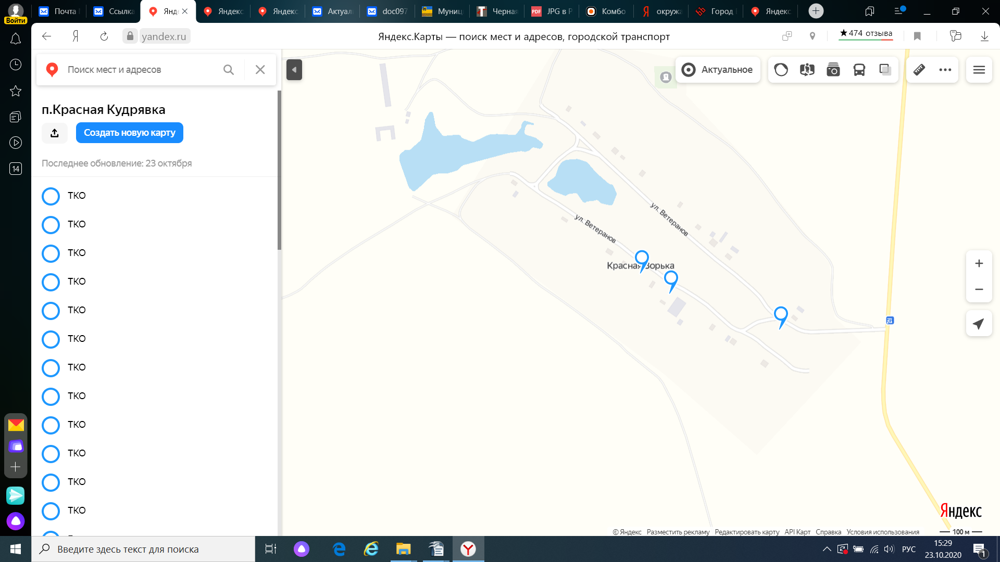 Войти
Почта
Ссылка
Янде
Яндекс
Яндекс
Актуал
doc097
Муниц
Черная
PDF
JPG в P
Комбо
окружа
Город
Яндекс
yandex.ru
Яндекс.Карты — поиск мест и адресов, городской транспорт
★474 отзыва
Поиск мест и адресов
Актуальное
п.Красная Кудрявка
Создать новую карту
Последнее обновление: 23 октября
14
ТКО
ТКО
ТКО
ТКО
ТКО
ТКО
ТКО
ТКО
ТКО
ТКО
ТКО
ТКО
ул. Ветеранов
ул. Ветеранов
Красная Зорька
Яндекс
© Яндекс Разместить рекламу Редактировать карту API Карт Справка Условия использования 100 м
Введите здесь текст для поиска
РУС
15:29
23.10.2020
1